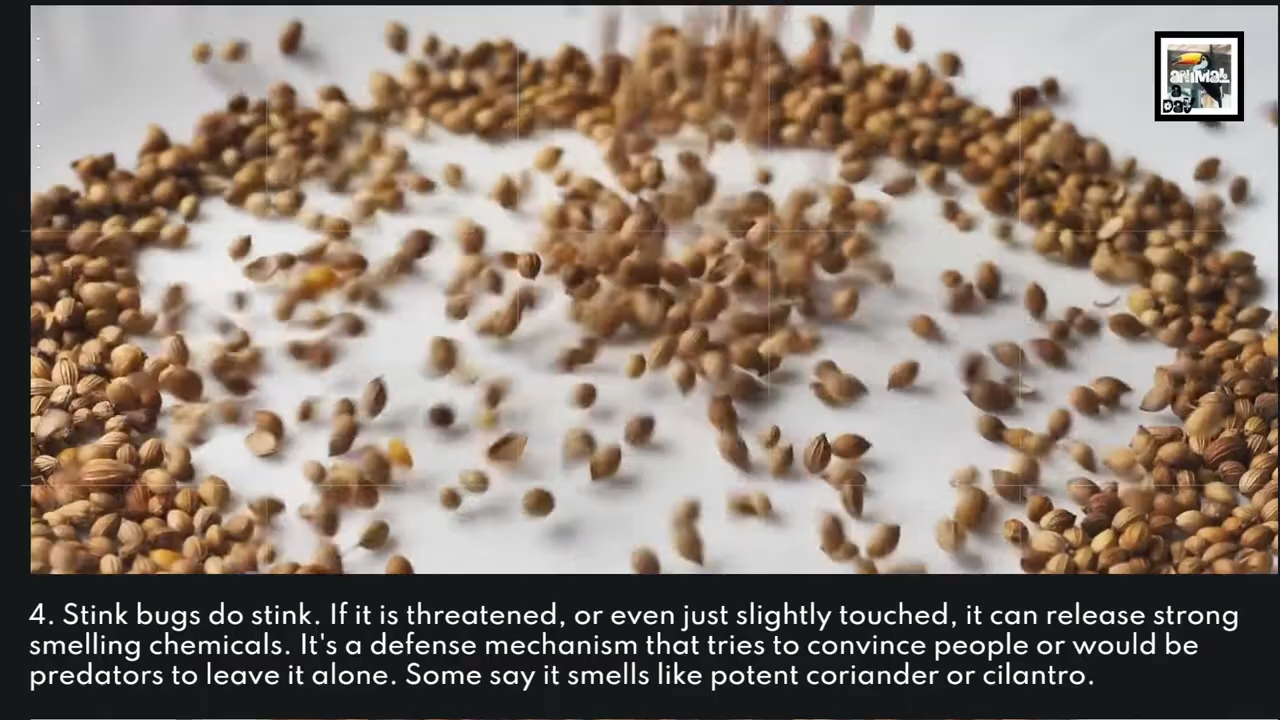 ANIMAL
A
DAY
4. Stink bugs do stink. If it is threatened, or even just slightly touched, it can release strong
smelling chemicals. It's a defense mechanism that tries to convince people or would be
predators to leave it alone. Some say it smells like potent coriander or cilantro.